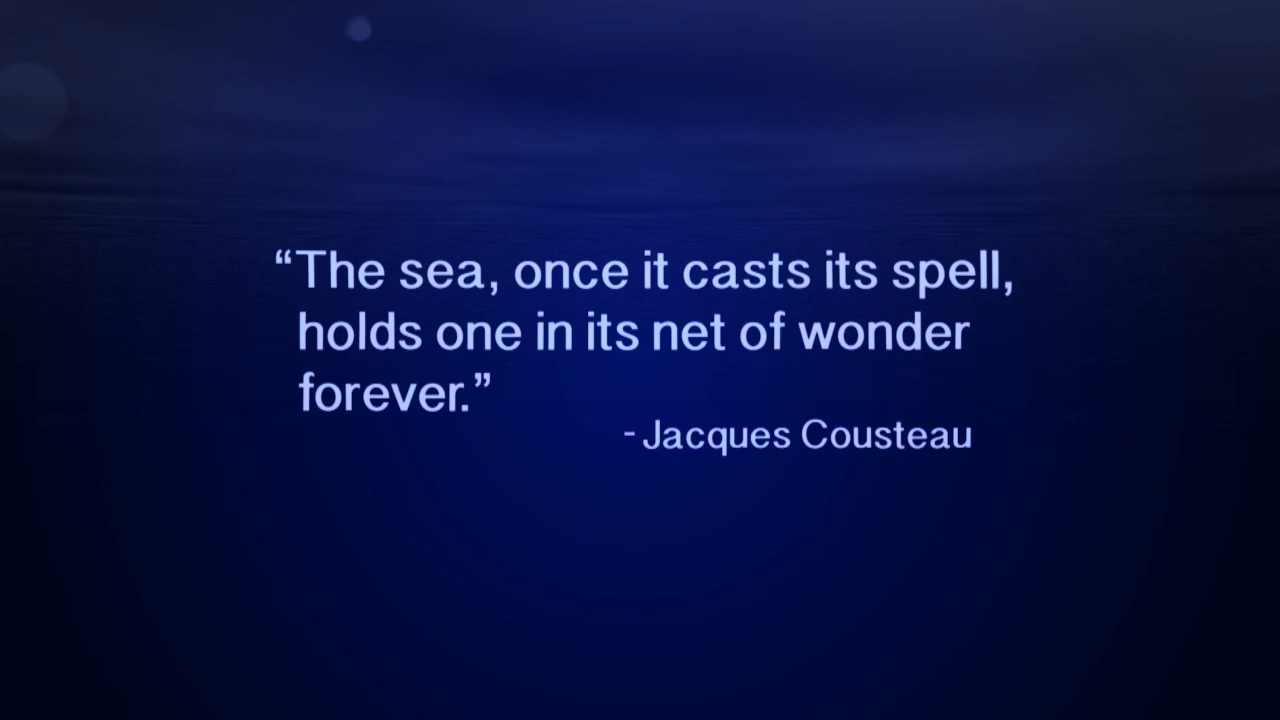 “The sea, once it casts its spell,
holds one in its net of wonder
forever.”
- Jacques Cousteau